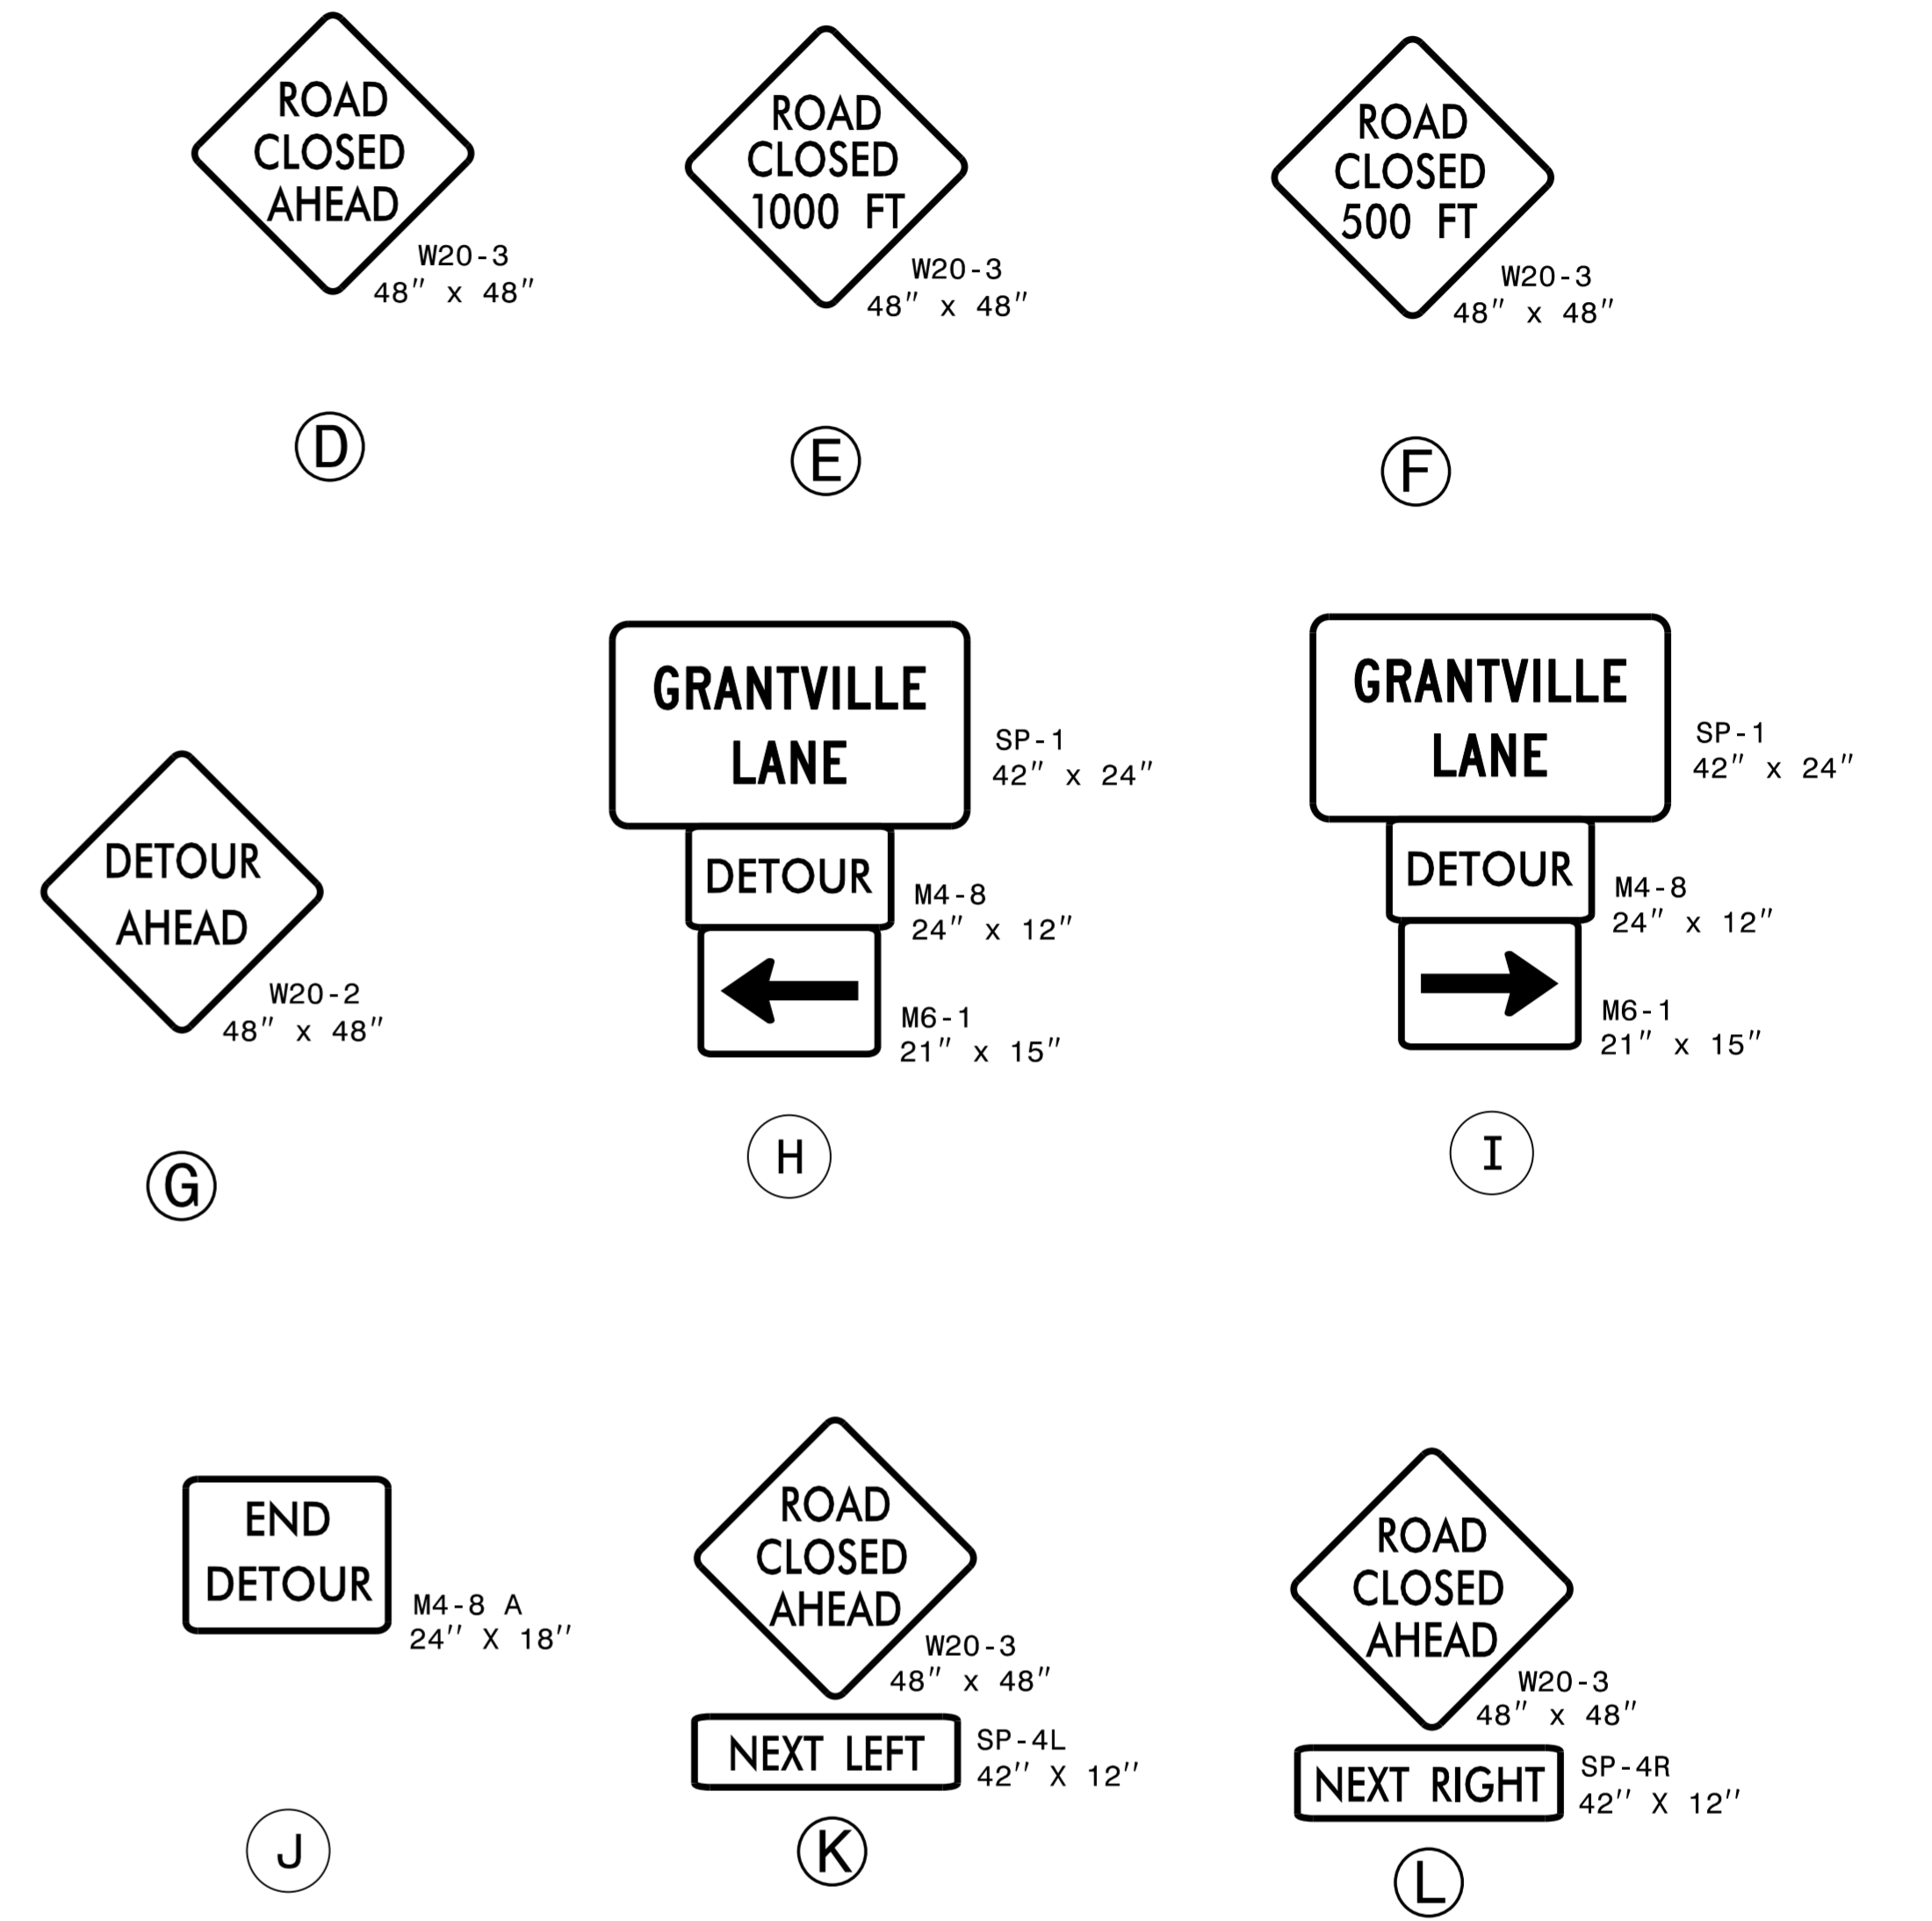 ROAD
CLOSED
AHEAD
W20-3
48" x 48"
D
ROAD
CLOSED
1000 FT
W20-3
48" x 48"
E
ROAD
CLOSED
500 FT
W20-3
48" x 48"
F
DETOUR
AHEAD
W20-2
48" x 48"
G
GRANTVILLE
LANE
SP-1
42" x 24"
DETOUR
M4-8
24" x 12"
M6-1
21" x 15"
H
GRANTVILLE
LANE
SP-1
42" x 24"
DETOUR
M4-8
24" x 12"
M6-1
21" x 15"
I
END
DETOUR
M4-8 A
24'' X 18''
J
ROAD
CLOSED
AHEAD
W20-3
48" x 48"
NEXT LEFT
SP-4L
42'' X 12''
K
ROAD
CLOSED
AHEAD
W20-3
48" x 48"
NEXT RIGHT
SP-4R
42'' X 12''
L